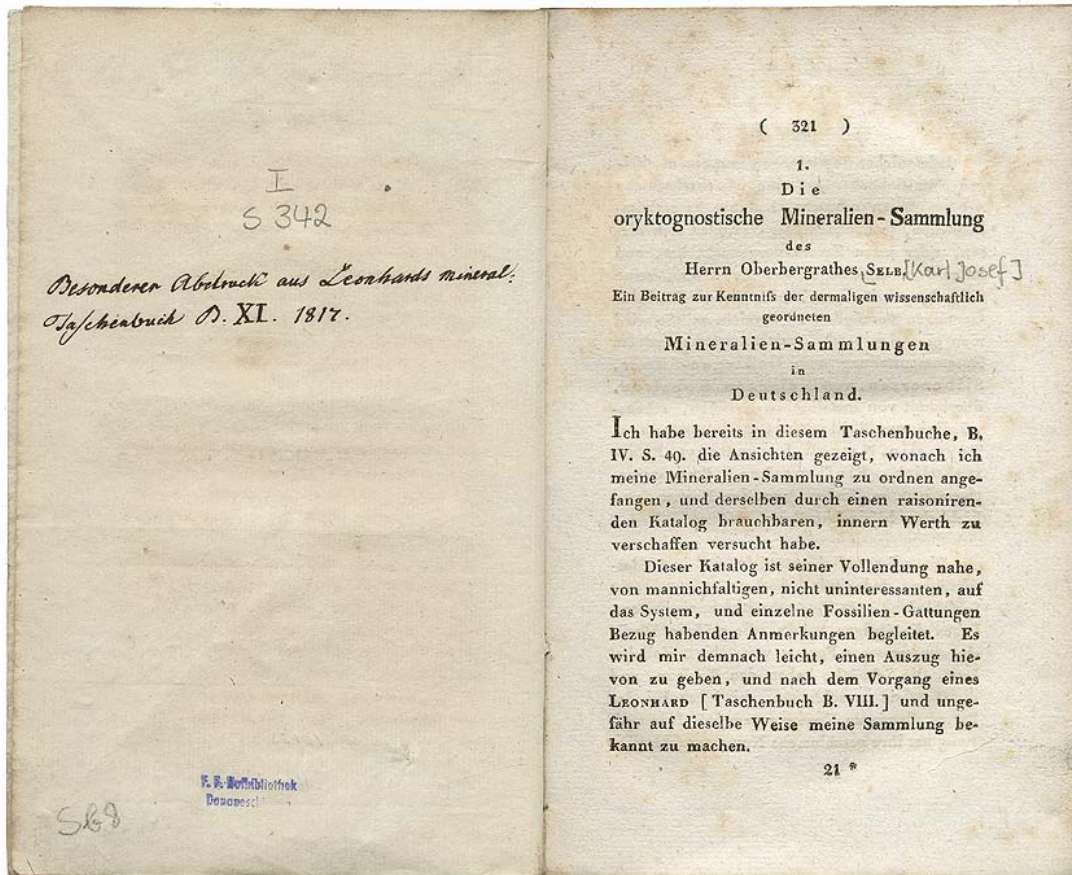 I
S 342
Besonderer Abdruck aus Leonhards mineral:
Taschenbuch B. XI. 1817.
F. F. Hofbibliothek
Donauesch
( 321 )
1.
Die
oryktognostische Mineralien-Sammlung
des
Herrn Oberbergrathes SELB [Karl Josef]
Ein Beitrag zur Kenntniſs der dermaligen wissenschaftlich
geordneten
Mineralien-Sammlungen
in
Deutschland.
Ich habe bereits in diesem Taschenbuche, B.
IV. S. 49. die Ansichten gezeigt, wonach ich
meine Mineralien-Sammlung zu ordnen ange-
fangen, und derselben durch einen raisoniren-
den Katalog brauchbaren, innern Werth zu
verschaffen versucht habe.
Dieser Katalog ist seiner Vollendung nahe,
von mannichfaltigen, nicht uninteressanten, auf
das System, und einzelne Fossilien-Gattungen
Bezug habenden Anmerkungen begleitet. Es
wird mir demnach leicht, einen Auszug hie-
von zu geben, und nach dem Vorgang eines
LEONHARD [Taschenbuch B. VIII.] und unge-
fähr auf dieselbe Weise meine Sammlung be-
kannt zu machen.
21 *